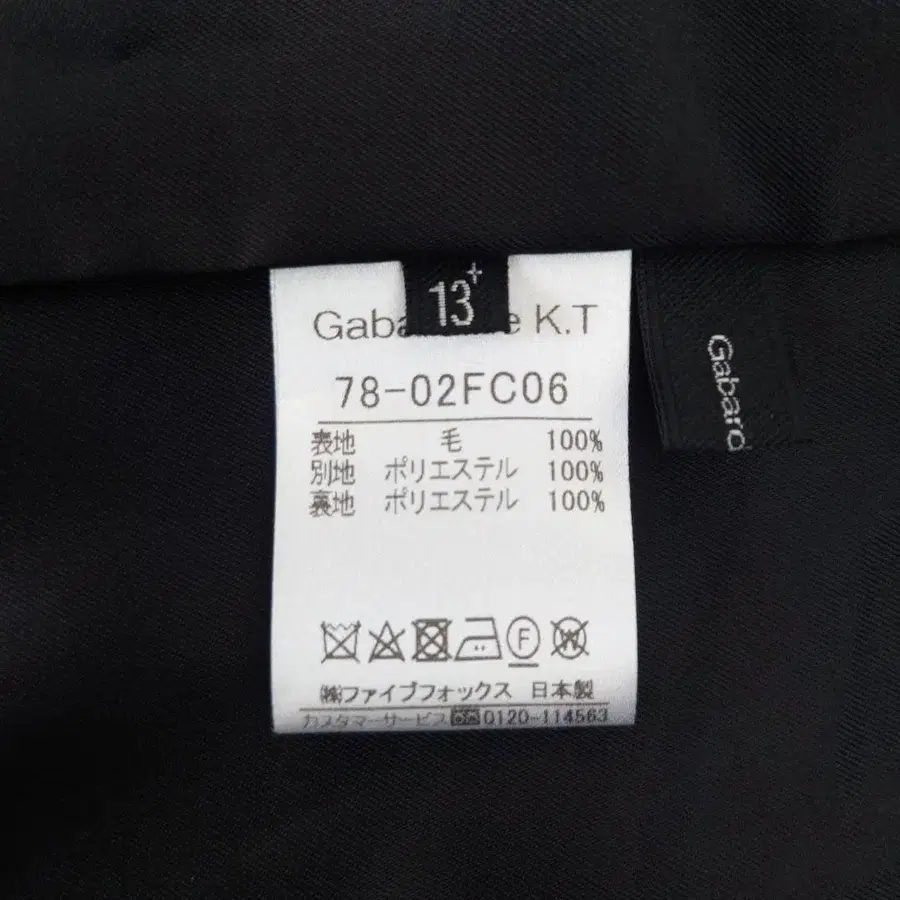 13+
K.T
78-02FC06
表地 毛 100%
別地 ポリエステル 100%
裏地 ポリエステル 100%
F
W
㈱ファイブフォックス 日本製
カスタマーサービス 0120-114563
Gabard